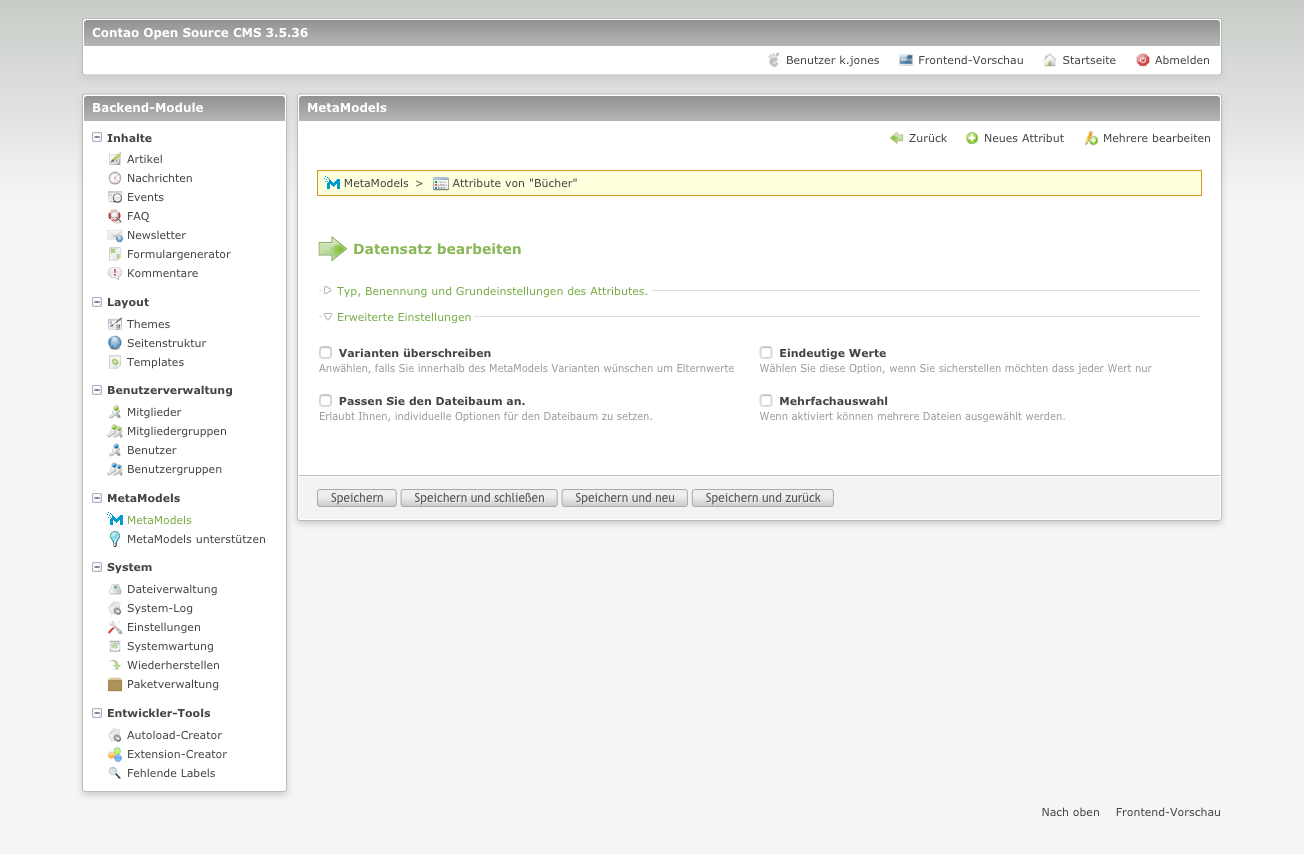 Contao Open Source CMS 3.5.36
Benutzer k.jones Frontend-Vorschau Startseite Abmelden
Backend-Module
Inhalte
Artikel
Nachrichten
Events
FAQ
Newsletter
Formulargenerator
Kommentare
Layout
Themes
Seitenstruktur
Templates
Benutzerverwaltung
Mitglieder
Mitgliedergruppen
Benutzer
Benutzergruppen
MetaModels
MetaModels
MetaModels unterstützen
System
Dateiverwaltung
System-Log
Einstellungen
Systemwartung
Wiederherstellen
Paketverwaltung
Entwickler-Tools
Autoload-Creator
Extension-Creator
Fehlende Labels
MetaModels
Zurück Neues Attribut Mehrere bearbeiten
MetaModels > Attribute von "Bücher"
Datensatz bearbeiten
Typ, Benennung und Grundeinstellungen des Attributes.
Erweiterte Einstellungen
Varianten überschreiben
Anwählen, falls Sie innerhalb des MetaModels Varianten wünschen um Elternwerte
Eindeutige Werte
Wählen Sie diese Option, wenn Sie sicherstellen möchten dass jeder Wert nur
Passen Sie den Dateibaum an.
Erlaubt Ihnen, individuelle Optionen für den Dateibaum zu setzen.
Mehrfachauswahl
Wenn aktiviert können mehrere Dateien ausgewählt werden.
Speichern Speichern und schließen Speichern und neu Speichern und zurück
Nach oben Frontend-Vorschau